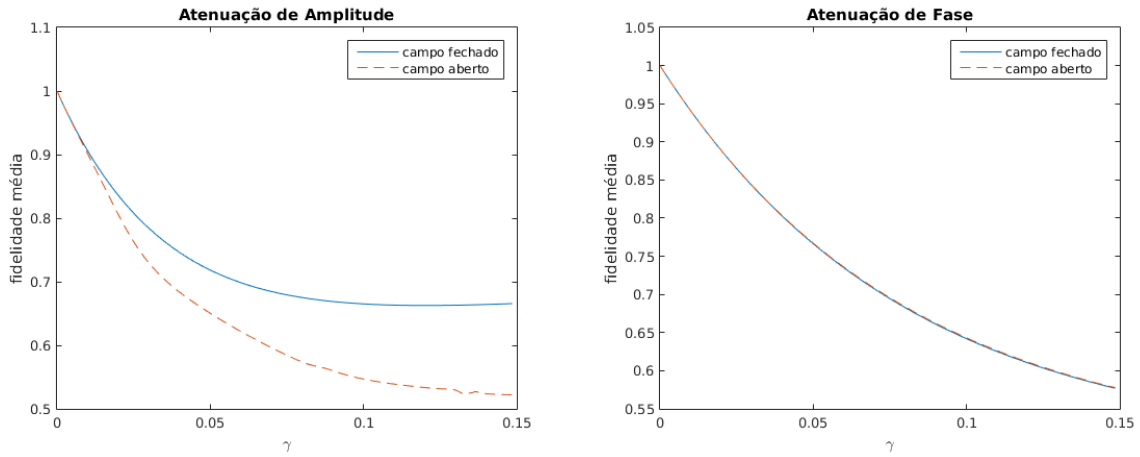 Atenuação de Amplitude
1.1
1
0.9
0.8
0.7
0.6
0.5
fidelidade média
campo fechado
campo aberto
0
0.05
0.1
0.15
γ
Atenuação de Fase
1.05
1
0.95
0.9
0.85
0.8
0.75
0.7
0.65
0.6
0.55
fidelidade média
campo fechado
campo aberto
0
0.05
0.1
0.15
γ